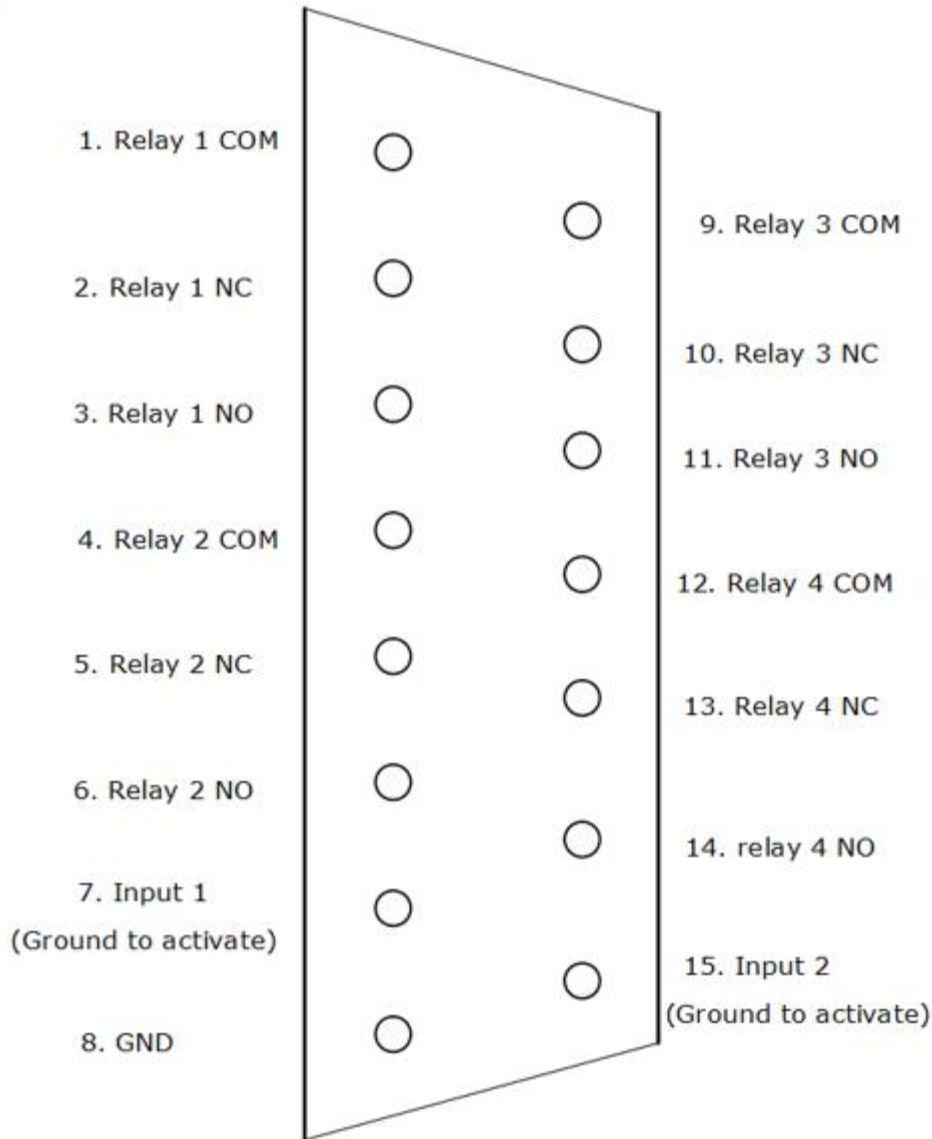 1. Relay 1 COM
2. Relay 1 NC
3. Relay 1 NO
4. Relay 2 COM
5. Relay 2 NC
6. Relay 2 NO
7. Input 1
(Ground to activate)
8. GND
9. Relay 3 COM
10. Relay 3 NC
11. Relay 3 NO
12. Relay 4 COM
13. Relay 4 NC
14. relay 4 NO
15. Input 2
(Ground to activate)